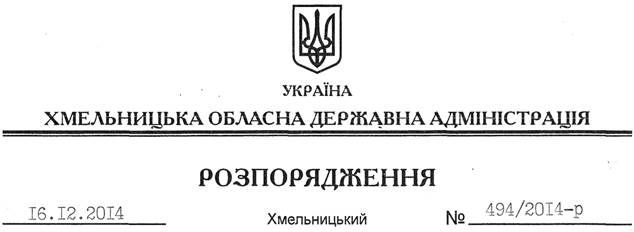 УКРАЇНА
ХМЕЛЬНИЦЬКА ОБЛАСНА ДЕРЖАВНА АДМІНІСТРАЦІЯ
РОЗПОРЯДЖЕННЯ
16.12.2014 Хмельницький № 494/2014-р